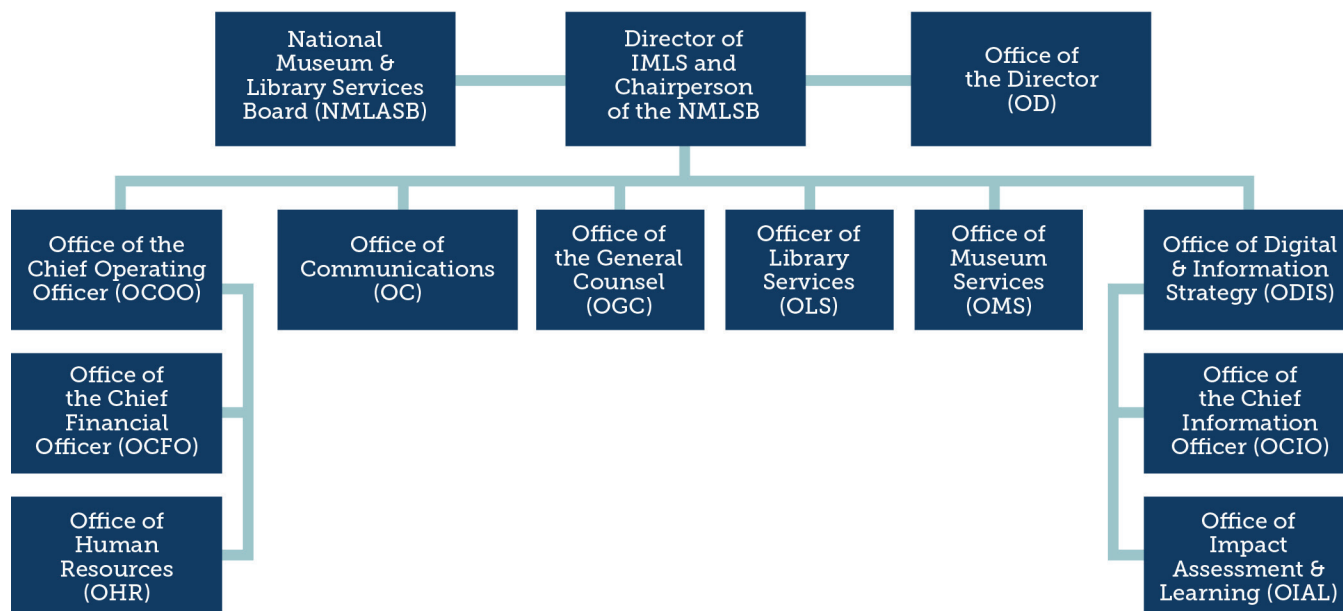 National
Museum &
Library Services
Board (NMLASB)
Director of
IMLS and
Chairperson
of the NMLSB
Office of
the Director
(OD)
Office of the
Chief Operating
Officer (OCOO)
Office of
Communications
(OC)
Office of
the General
Counsel
(OGC)
Officer of
Library
Services
(OLS)
Office of
Museum
Services
(OMS)
Office of Digital
& Information
Strategy (ODIS)
Office of
the Chief
Financial
Officer (OCFO)
Office of
the Chief
Information
Officer (OCIO)
Office of
Human
Resources
(OHR)
Office of
Impact
Assessment &
Learning (OIAL)